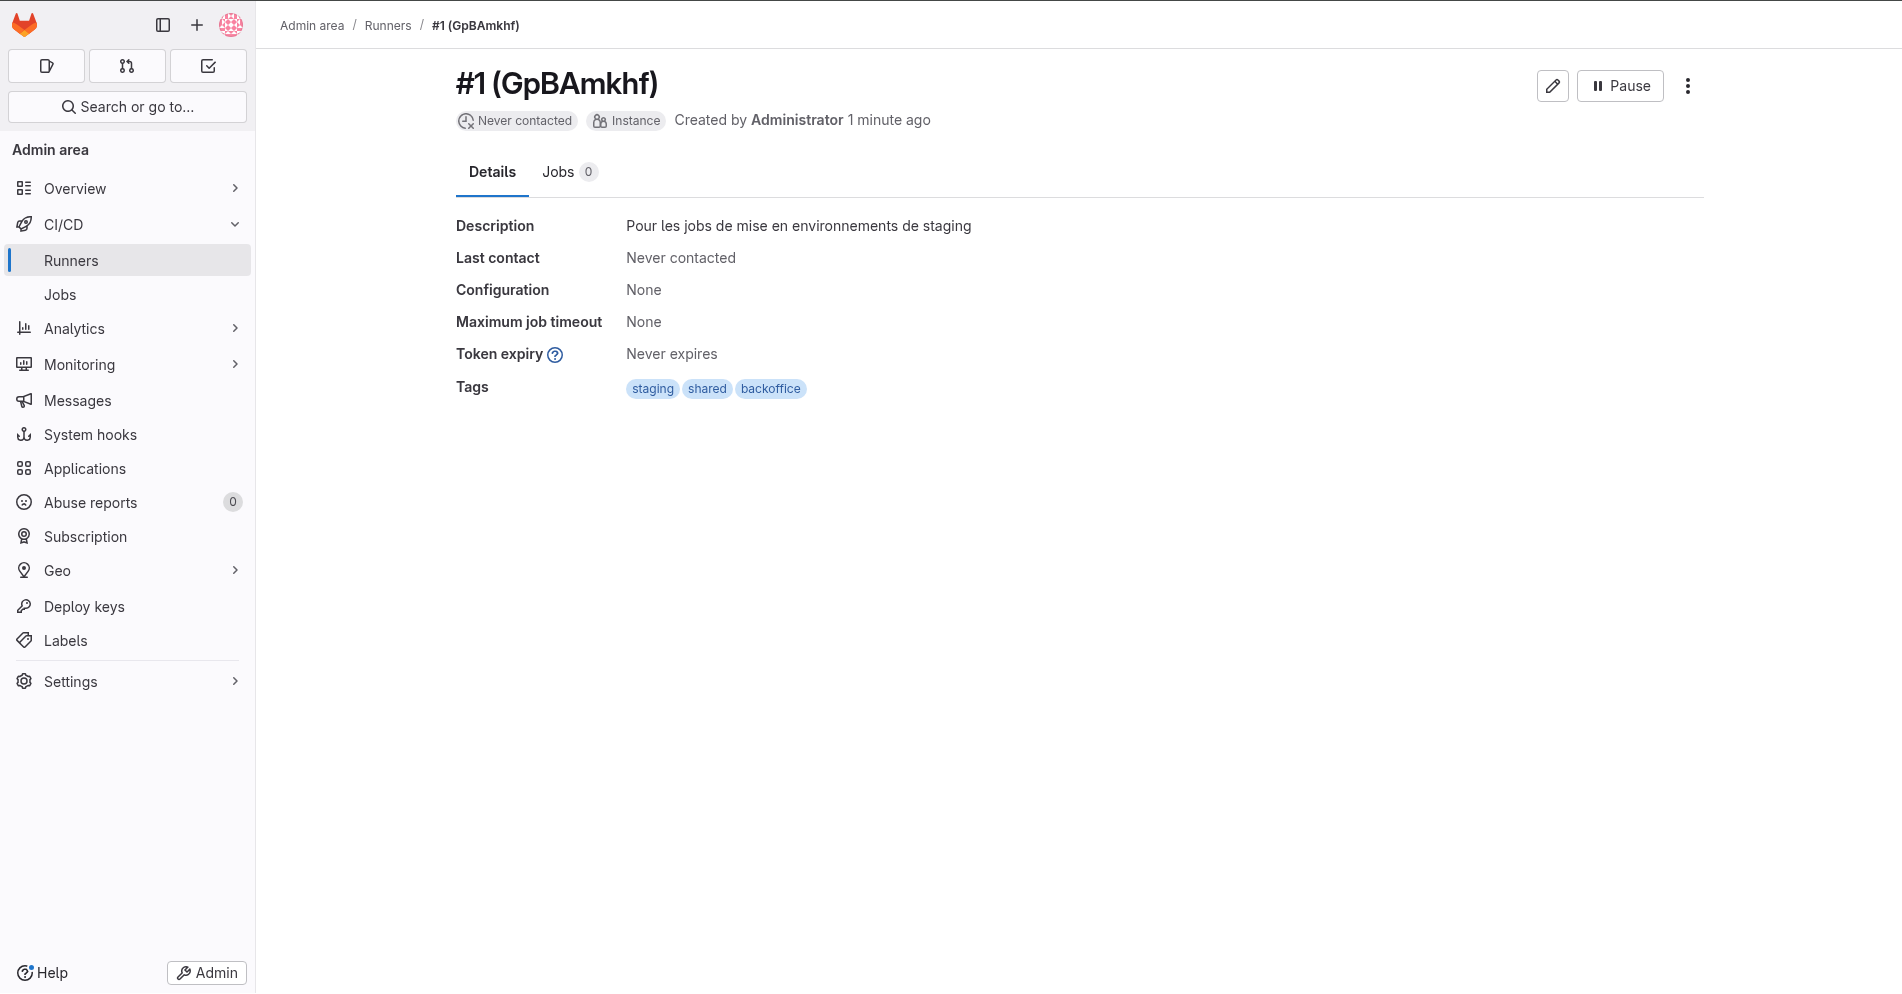 Admin area / Runners / #1 (GpBAmkhf)
Search or go to...
Admin area
Overview
CI/CD
Runners
Jobs
Analytics
Monitoring
Messages
System hooks
Applications
Abuse reports 0
Subscription
Geo
Deploy keys
Labels
Settings
Help
Admin
#1 (GpBAmkhf)
Pause
Never contacted Instance Created by Administrator 1 minute ago
Details Jobs 0
Description Pour les jobs de mise en environnements de staging
Last contact Never contacted
Configuration None
Maximum job timeout None
Token expiry Never expires
Tags staging shared backoffice